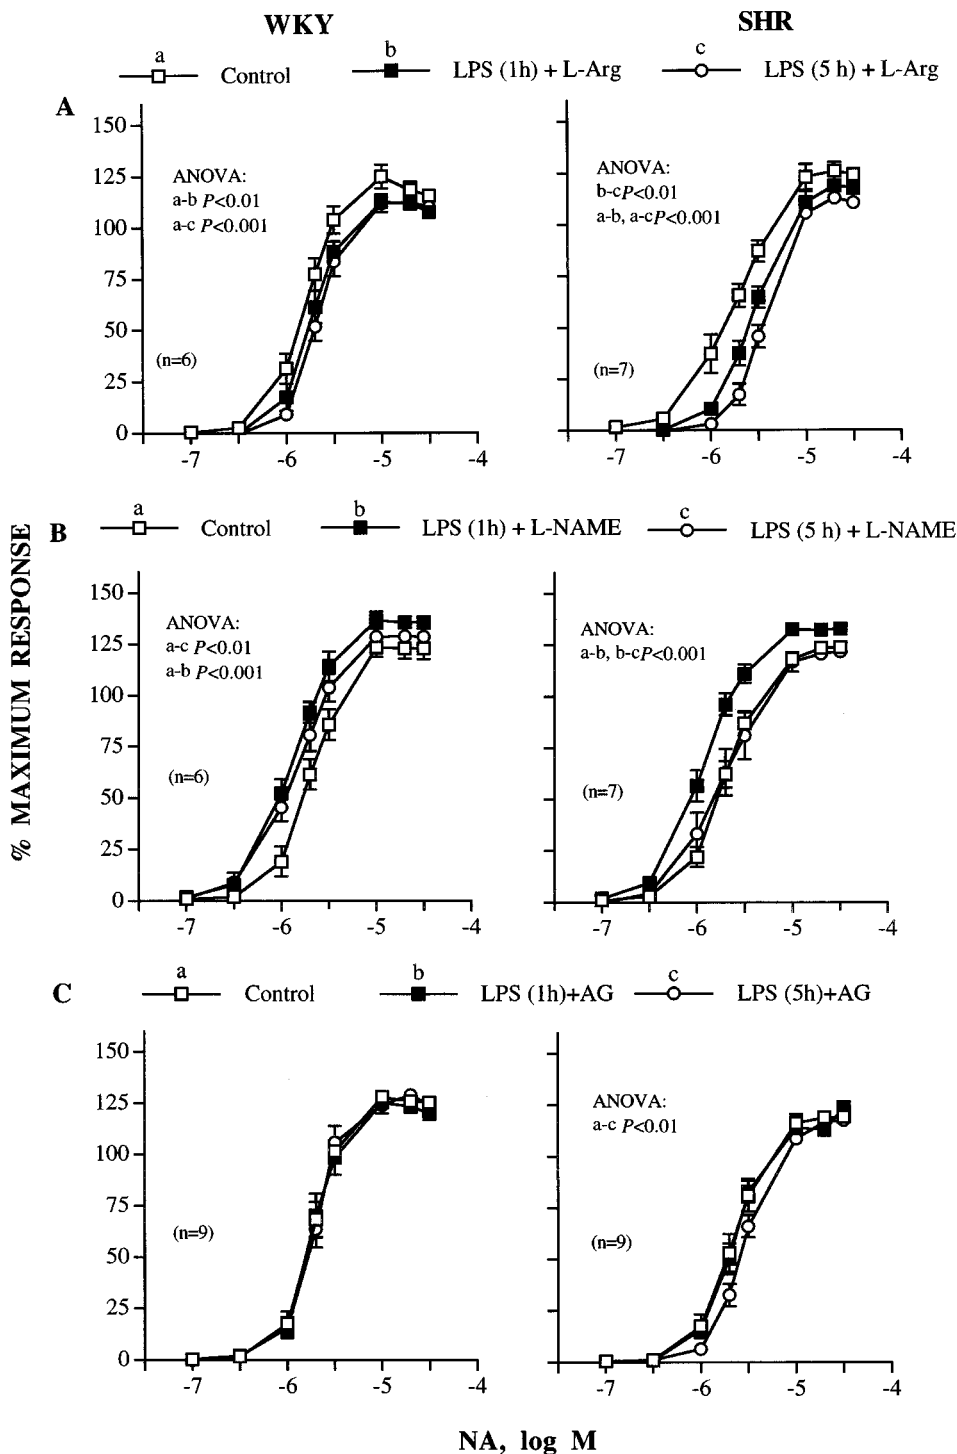 WKY SHR
a b c
Control LPS (1h) + L-Arg LPS (5 h) + L-Arg
A
150
125
100
75
50
25
0
ANOVA:
a-b P<0.01
a-c P<0.001
(n=6)
-7 -6 -5 -4
ANOVA:
b-cP<0.01
a-b, a-cP<0.001
(n=7)
-7 -6 -5 -4
% MAXIMUM RESPONSE
B
a b c
Control LPS (1h) + L-NAME LPS (5 h) + L-NAME
150
125
100
75
50
25
0
ANOVA:
a-c P<0.01
a-b P<0.001
(n=6)
-7 -6 -5 -4
ANOVA:
a-b, b-cP<0.001
(n=7)
-7 -6 -5 -4
C
a b c
Control LPS (1h)+AG LPS (5h)+AG
150
125
100
75
50
25
0
(n=9)
-7 -6 -5 -4
ANOVA:
a-c P<0.01
(n=9)
-7 -6 -5 -4
NA, log M